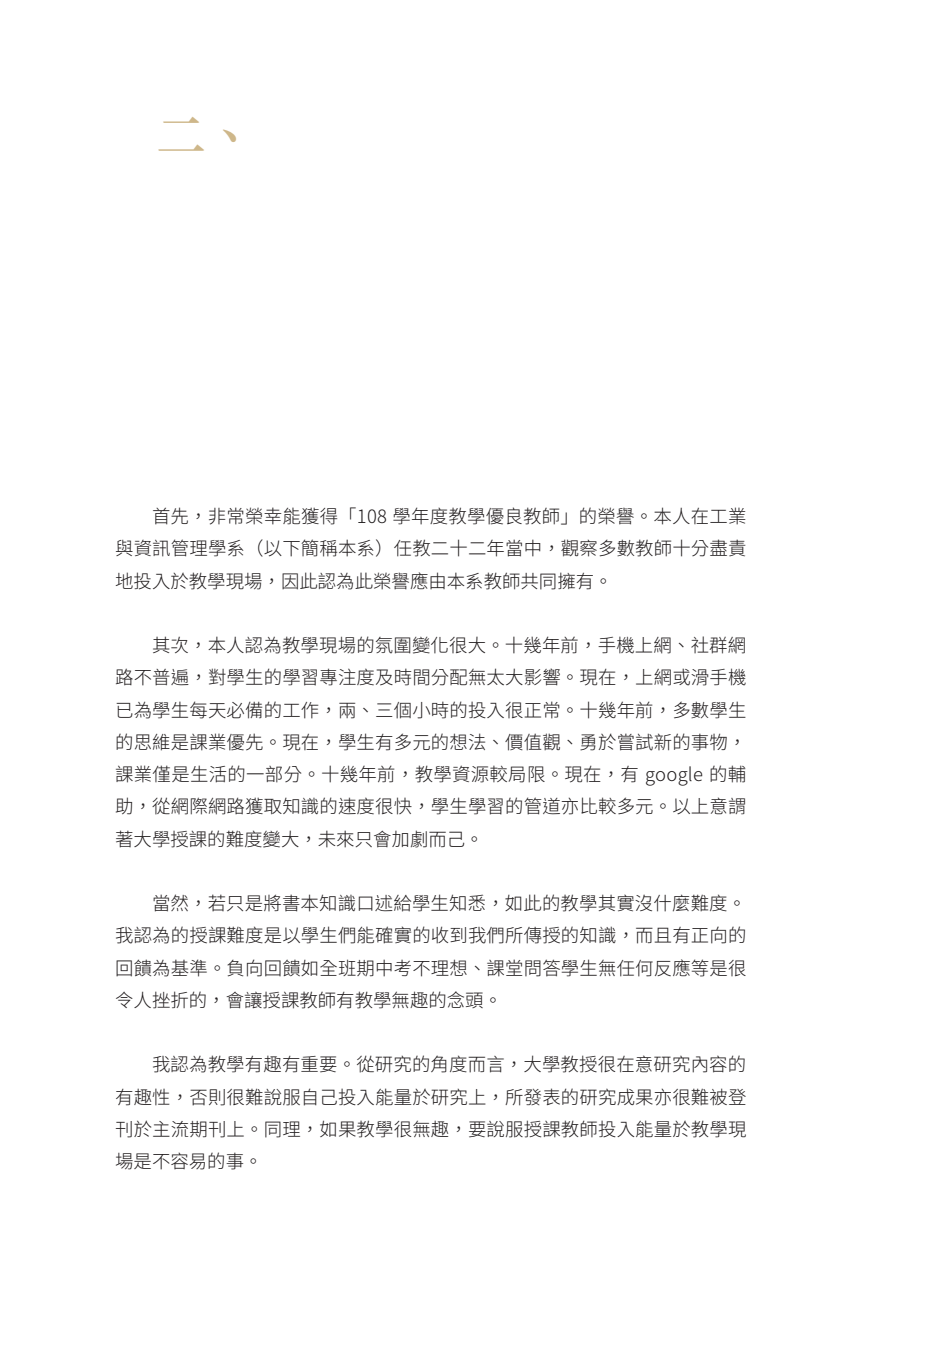 二、
首先，非常榮幸能獲得「108 學年度教學優良教師」的榮譽。本人在工業
與資訊管理學系（以下簡稱本系）任教二十二年當中，觀察多數教師十分盡責
地投入於教學現場，因此認為此榮譽應由本系教師共同擁有。
其次，本人認為教學現場的氛圍變化很大。十幾年前，手機上網、社群網
路不普遍，對學生的學習專注度及時間分配無太大影響。現在，上網或滑手機
已為學生每天必備的工作，兩、三個小時的投入很正常。十幾年前，多數學生
的思維是課業優先。現在，學生有多元的想法、價值觀、勇於嘗試新的事物，
課業僅是生活的一部分。十幾年前，教學資源較局限。現在，有 google 的輔
助，從網際網路獲取知識的速度很快，學生學習的管道亦比較多元。以上意謂
著大學授課的難度變大，未來只會加劇而己。
當然，若只是將書本知識口述給學生知悉，如此的教學其實沒什麼難度。
我認為的授課難度是以學生們能確實的收到我們所傳授的知識，而且有正向的
回饋為基準。負向回饋如全班期中考不理想、課堂問答學生無任何反應等是很
令人挫折的，會讓授課教師有教學無趣的念頭。
我認為教學有趣有重要。從研究的角度而言，大學教授很在意研究內容的
有趣性，否則很難說服自己投入能量於研究上，所發表的研究成果亦很難被登
刊於主流期刊上。同理，如果教學很無趣，要說服授課教師投入能量於教學現
場是不容易的事。